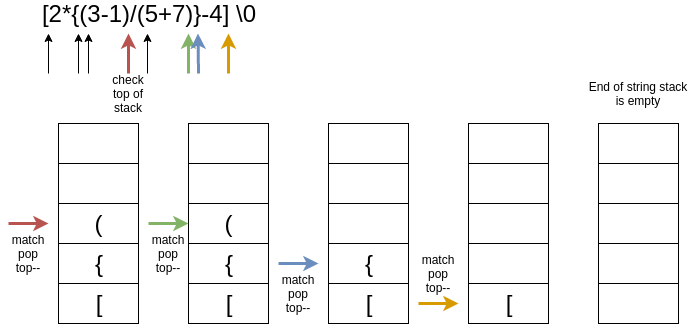 [2*{(3-1)/(5+7)}-4] \0
check
top of
stack
End of string stack
is empty
(
{
[
match
pop
top--
(
{
[
match
pop
top--
{
[
match
pop
top--
[
match
pop
top--